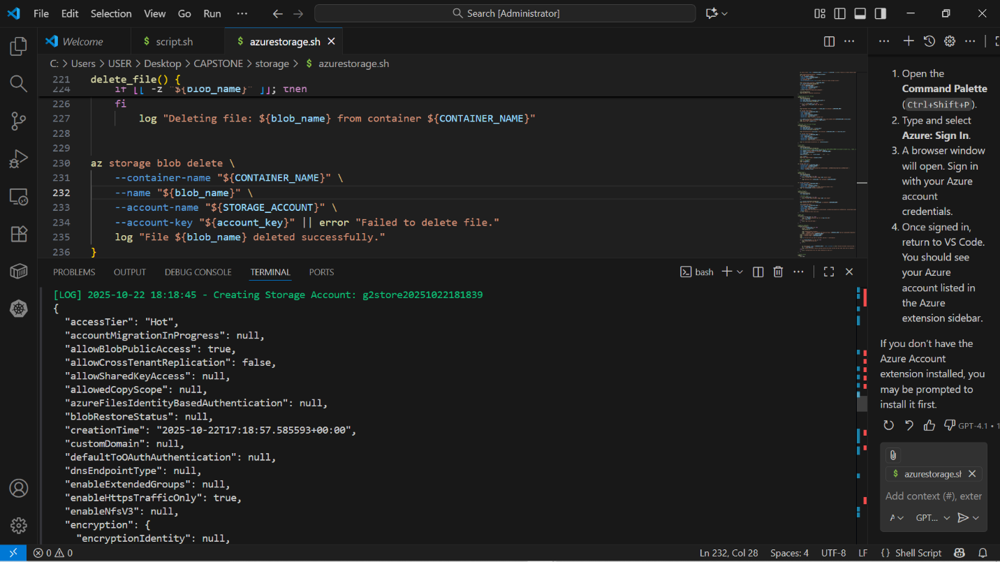 File Edit Selection View Go Run ··· Search [Administrator]
Welcome script.sh azurestorage.sh
C: > Users > USER > Desktop > CAPSTONE > storage > $ azurestorage.sh
221 delete_file() {
224 if [[ -z "${blob_name}" ]]; then
226 fi
227 log "Deleting file: ${blob_name} from container ${CONTAINER_NAME}"
228
229
230 az storage blob delete \
231 --container-name "${CONTAINER_NAME}" \
232 --name "${blob_name}" \
233 --account-name "${STORAGE_ACCOUNT}" \
234 --account-key "${account_key}" || error "Failed to delete file."
235 log "File ${blob_name} deleted successfully."
236 }
PROBLEMS OUTPUT DEBUG CONSOLE TERMINAL PORTS bash
[LOG] 2025-10-22 18:18:45 - Creating Storage Account: g2store20251022181839
{
"accessTier": "Hot",
"accountMigrationInProgress": null,
"allowBlobPublicAccess": true,
"allowCrossTenantReplication": false,
"allowSharedKeyAccess": null,
"allowedCopyScope": null,
"azureFilesIdentityBasedAuthentication": null,
"blobRestoreStatus": null,
"creationTime": "2025-10-22T17:18:57.585593+00:00",
"customDomain": null,
"defaultToOAuthAuthentication": null,
"dnsEndpointType": null,
"enableExtendedGroups": null,
"enableHttpsTrafficOnly": true,
"enableNfsV3": null,
"encryption": {
"encryptionIdentity": null,
1. Open the
Command Palette
(Ctrl+Shift+P).
2. Type and select
Azure: Sign In.
3. A browser window
will open. Sign in
with your Azure
account
credentials.
4. Once signed in,
return to VS Code.
You should see
your Azure
account listed in
the Azure
extension sidebar.
If you don't have the
Azure Account
extension installed, you
may be prompted to
install it first.
GPT-4.1 • 1
$ azurestorage.sh
Add context (#), exter
A GPT...
0 0 Ln 232, Col 28 Spaces: 4 UTF-8 LF {} Shell Script